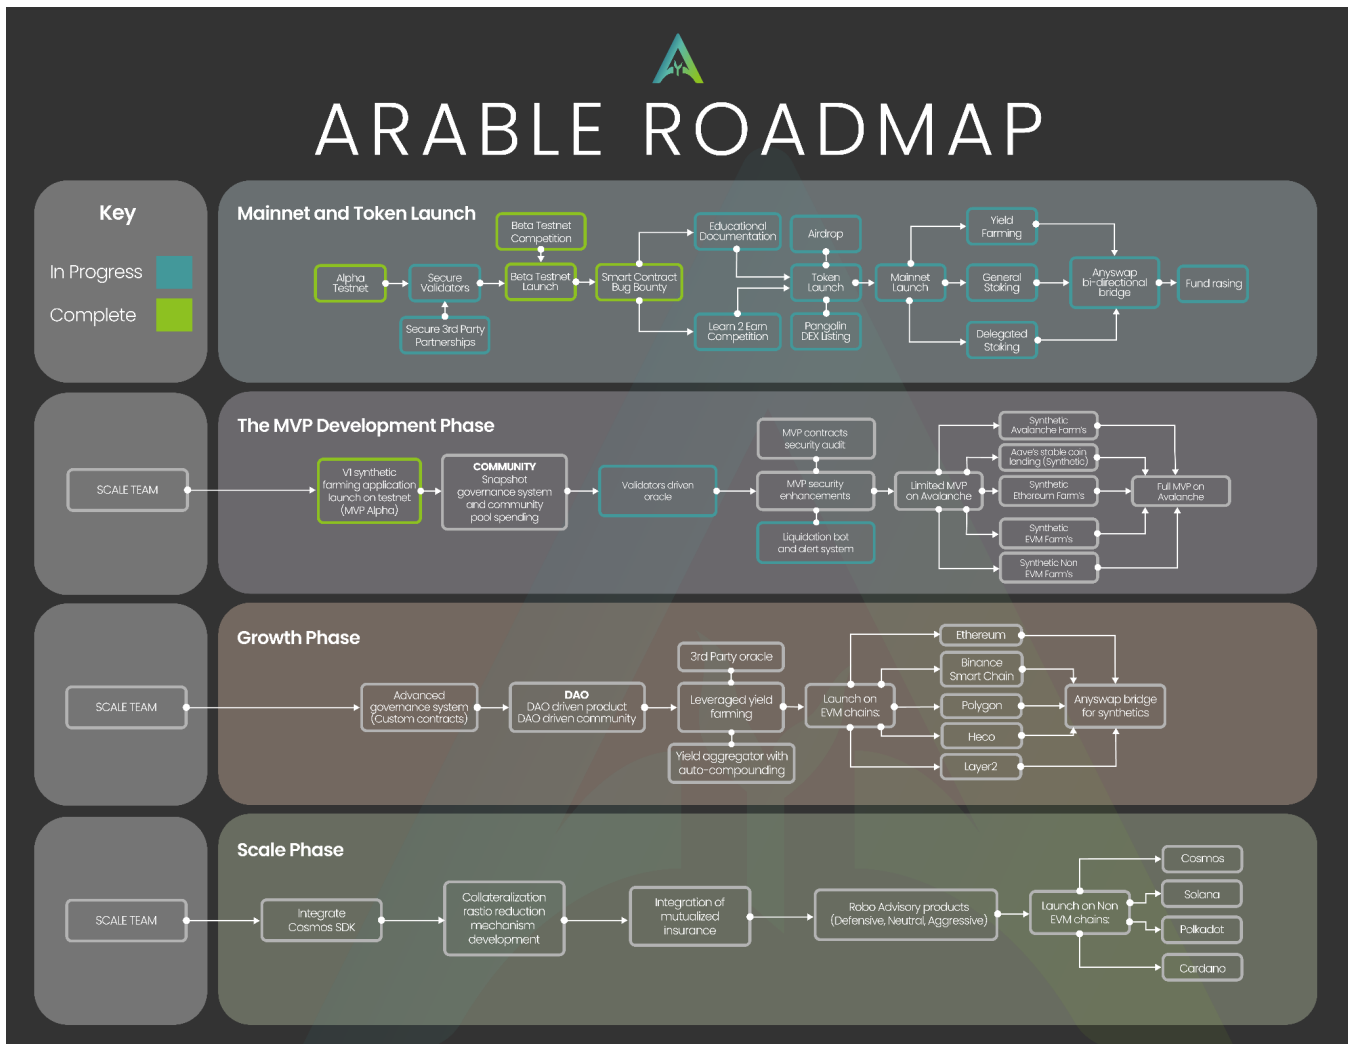 ARABLE ROADMAP
Key
In Progress
Complete
Mainnet and Token Launch
Alpha
Testnet
Secure
Validators
Secure 3rd Party
Partnerships
Beta Testnet
Competition
Beta Testnet
Launch
Smart Contract
Bug Bounty
Educational
Documentation
Learn 2 Earn
Competition
Airdrop
Token
Launch
Pangolin
DEX Listing
Mainnet
Launch
Yield
Farming
General
Staking
Delegated
Staking
Anyswap
bi-directional
bridge
Fund rasing
SCALE TEAM
The MVP Development Phase
V1 synthetic
farming application
launch on testnet
(MVP Alpha)
COMMUNITY
Snapshot
governance system
and community
pool spending
Validators driven
oracle
MVP contracts
security audit
MVP security
enhancements
Liquidation bot
and alert system
Limited MVP
on Avalanche
Synthetic
Avalanche Farm's
Aave's stable coin
lending (Synthetic)
Synthetic
Ethereum Farm's
Synthetic
EVM Farm's
Synthetic Non
EVM Farm's
Full MVP on
Avalanche
SCALE TEAM
Growth Phase
Advanced
governance system
(Custom contracts)
DAO
DAO driven product
DAO driven community
3rd Party oracle
Leveraged yield
farming
Yield aggregator with
auto-compounding
Launch on
EVM chains:
Ethereum
Binance
Smart Chain
Polygon
Heco
Layer2
Anyswap bridge
for synthetics
SCALE TEAM
Scale Phase
Integrate
Cosmos SDK
Collateralization
rastio reduction
mechanism
development
Integration of
mutualized
insurance
Robo Advisory products
(Defensive, Neutral, Aggressive)
Launch on Non
EVM chains:
Cosmos
Solana
Polkadot
Cardano